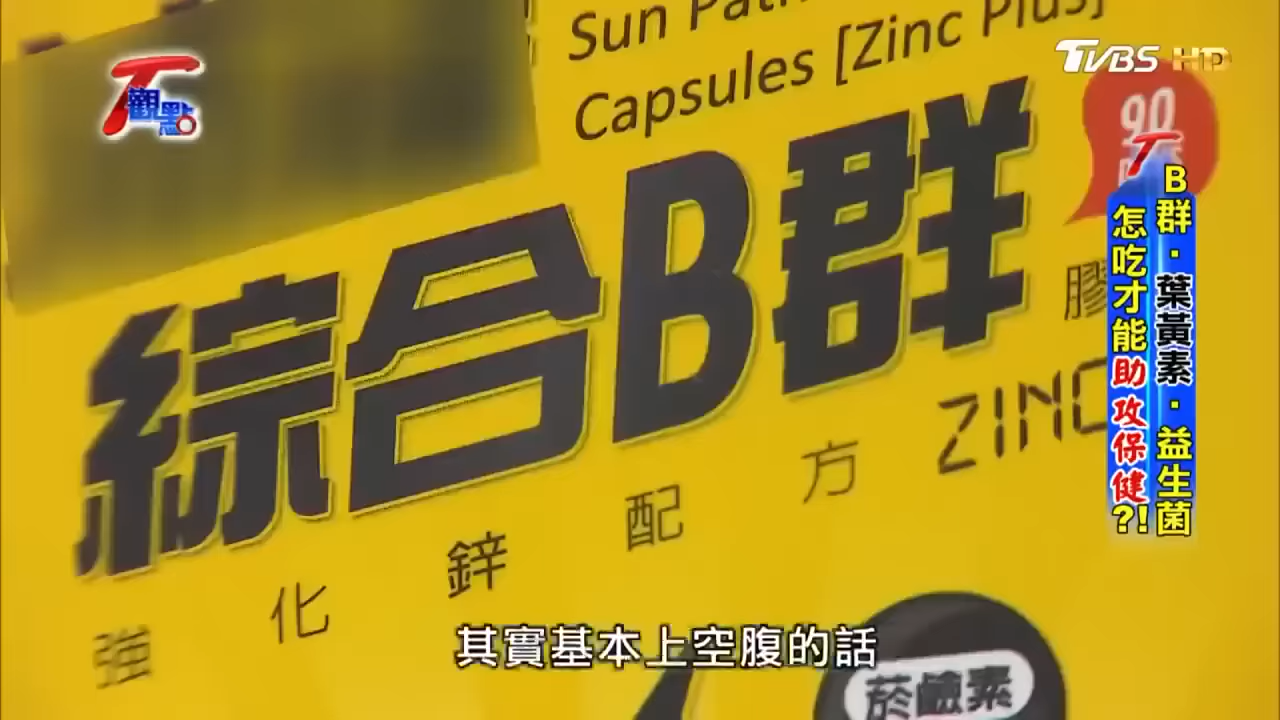 Sun
Capsules [Zinc Plus]
T觀點
TVBS HD
90
綜合B群
膠
強化鋅配方 ZINC
B群‧葉黃素‧益生菌
怎吃才能助攻保健?!
其實基本上空腹的話
菸鹼素